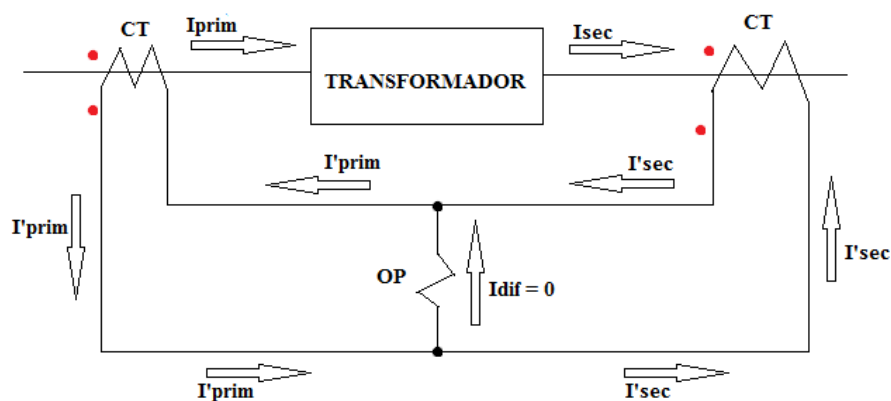 CT
Iprim
Isec
CT
TRANSFORMADOR
I'prim
I'sec
I'prim
I'sec
OP
Idif = 0
I'prim
I'sec